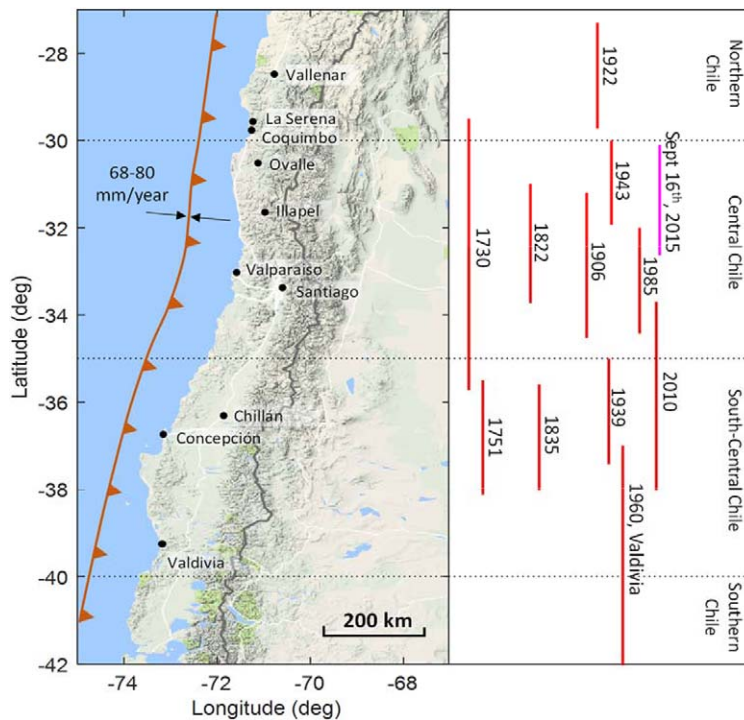 Latitude (deg)
-28
-30
-32
-34
-36
-38
-40
-42
-74
-72
-70
-68
Longitude (deg)
68-80
mm/year
Vallenar
La Serena
Coquimbo
Ovalle
Illapel
Valparaíso
Santiago
Chillán
Concepción
Valdivia
200 km
1730
1751
1822
1835
1906
1922
1943
1939
1960, Valdivia
1985
Sept 16th, 2015
2010
Northern
Chile
Central Chile
South-Central Chile
Southern
Chile